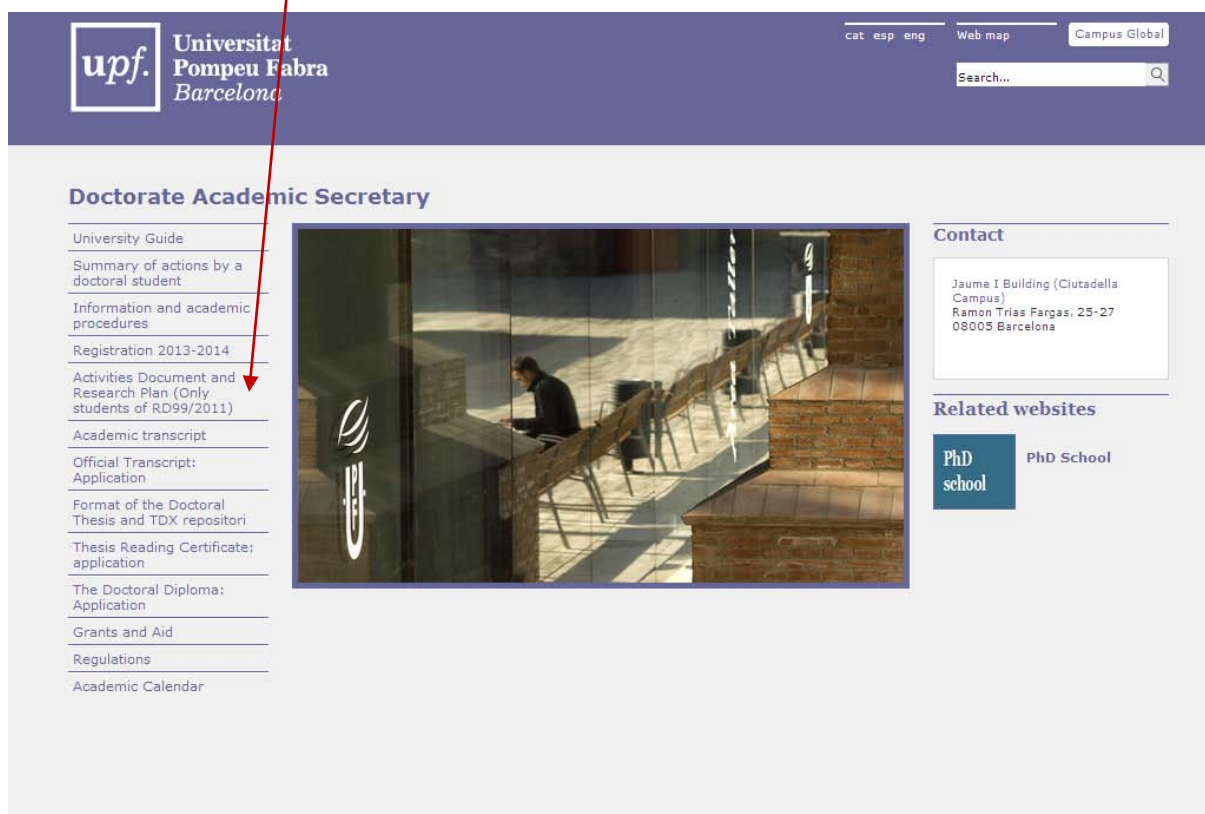 upf.
Universitat
Pompeu Fabra
Barcelona
cat esp eng
Web map
Campus Global
Search...
Doctorate Academic Secretary
University Guide
Summary of actions by a
doctoral student
Information and academic
procedures
Registration 2013-2014
Activities Document and
Research Plan (Only
students of RD99/2011)
Academic transcript
Official Transcript:
Application
Format of the Doctoral
Thesis and TDX repositori
Thesis Reading Certificate:
application
The Doctoral Diploma:
Application
Grants and Aid
Regulations
Academic Calendar
UPF
Contact
Jaume I Building (Ciutadella
Campus)
Ramon Trias Fargas, 25-27
08005 Barcelona
Related websites
PhD
school
PhD School